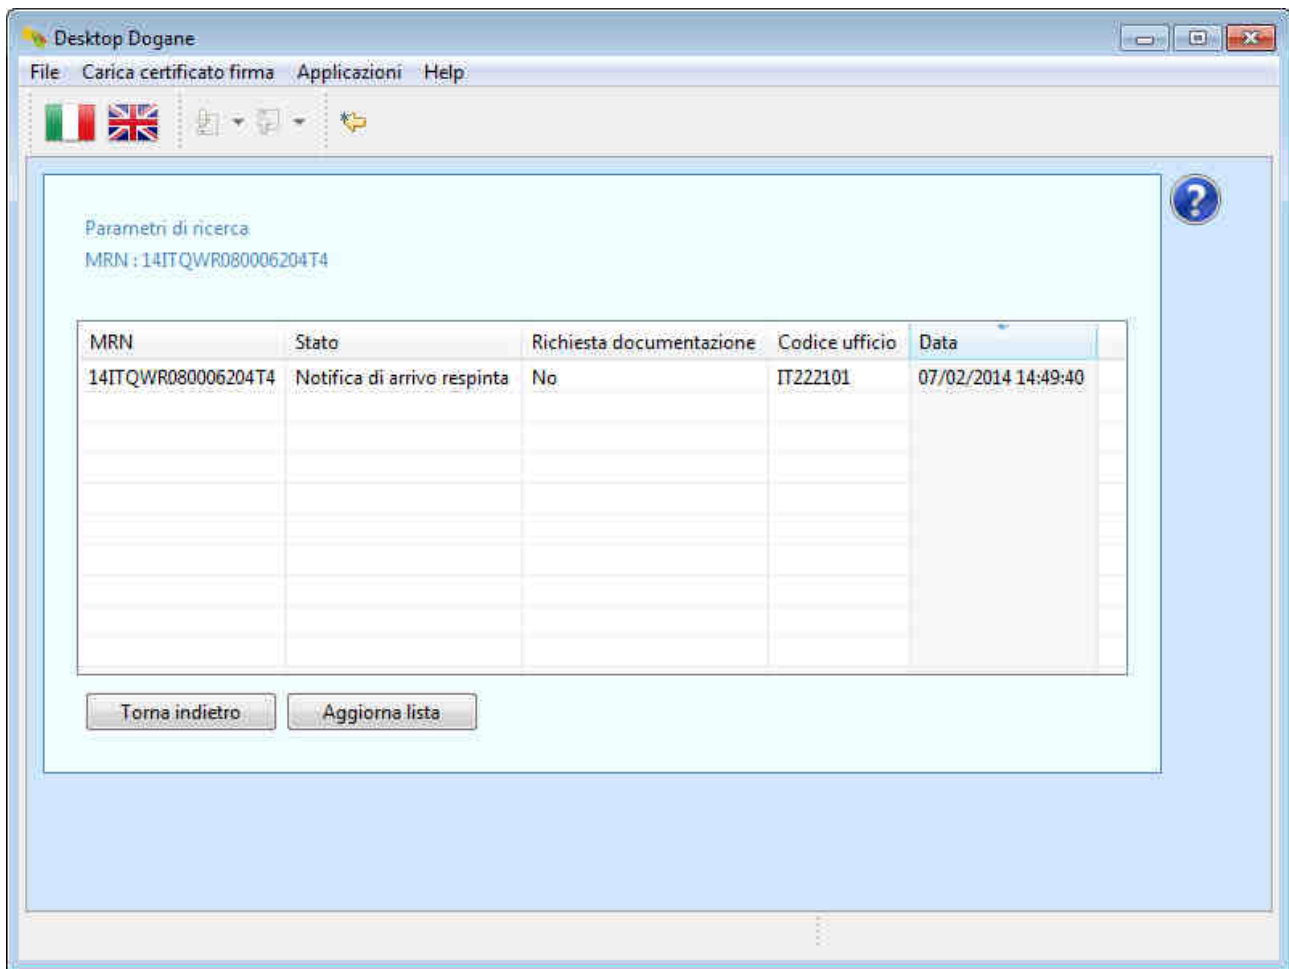 Desktop Dogane
File Carica certificato firma Applicazioni Help
Parametri di ricerca
MRN : 14ITQWR080006204T4
MRN Stato Richiesta documentazione Codice ufficio Data
14ITQWR080006204T4 Notifica di arrivo respinta No IT222101 07/02/2014 14:49:40
Torna indietro Aggiorna lista